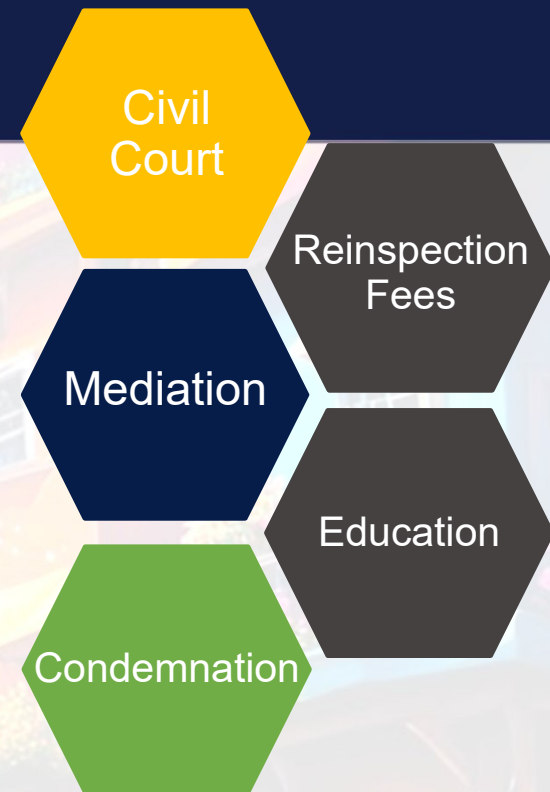 Civil
Court
Reinspection
Fees
Mediation
Education
Condemnation